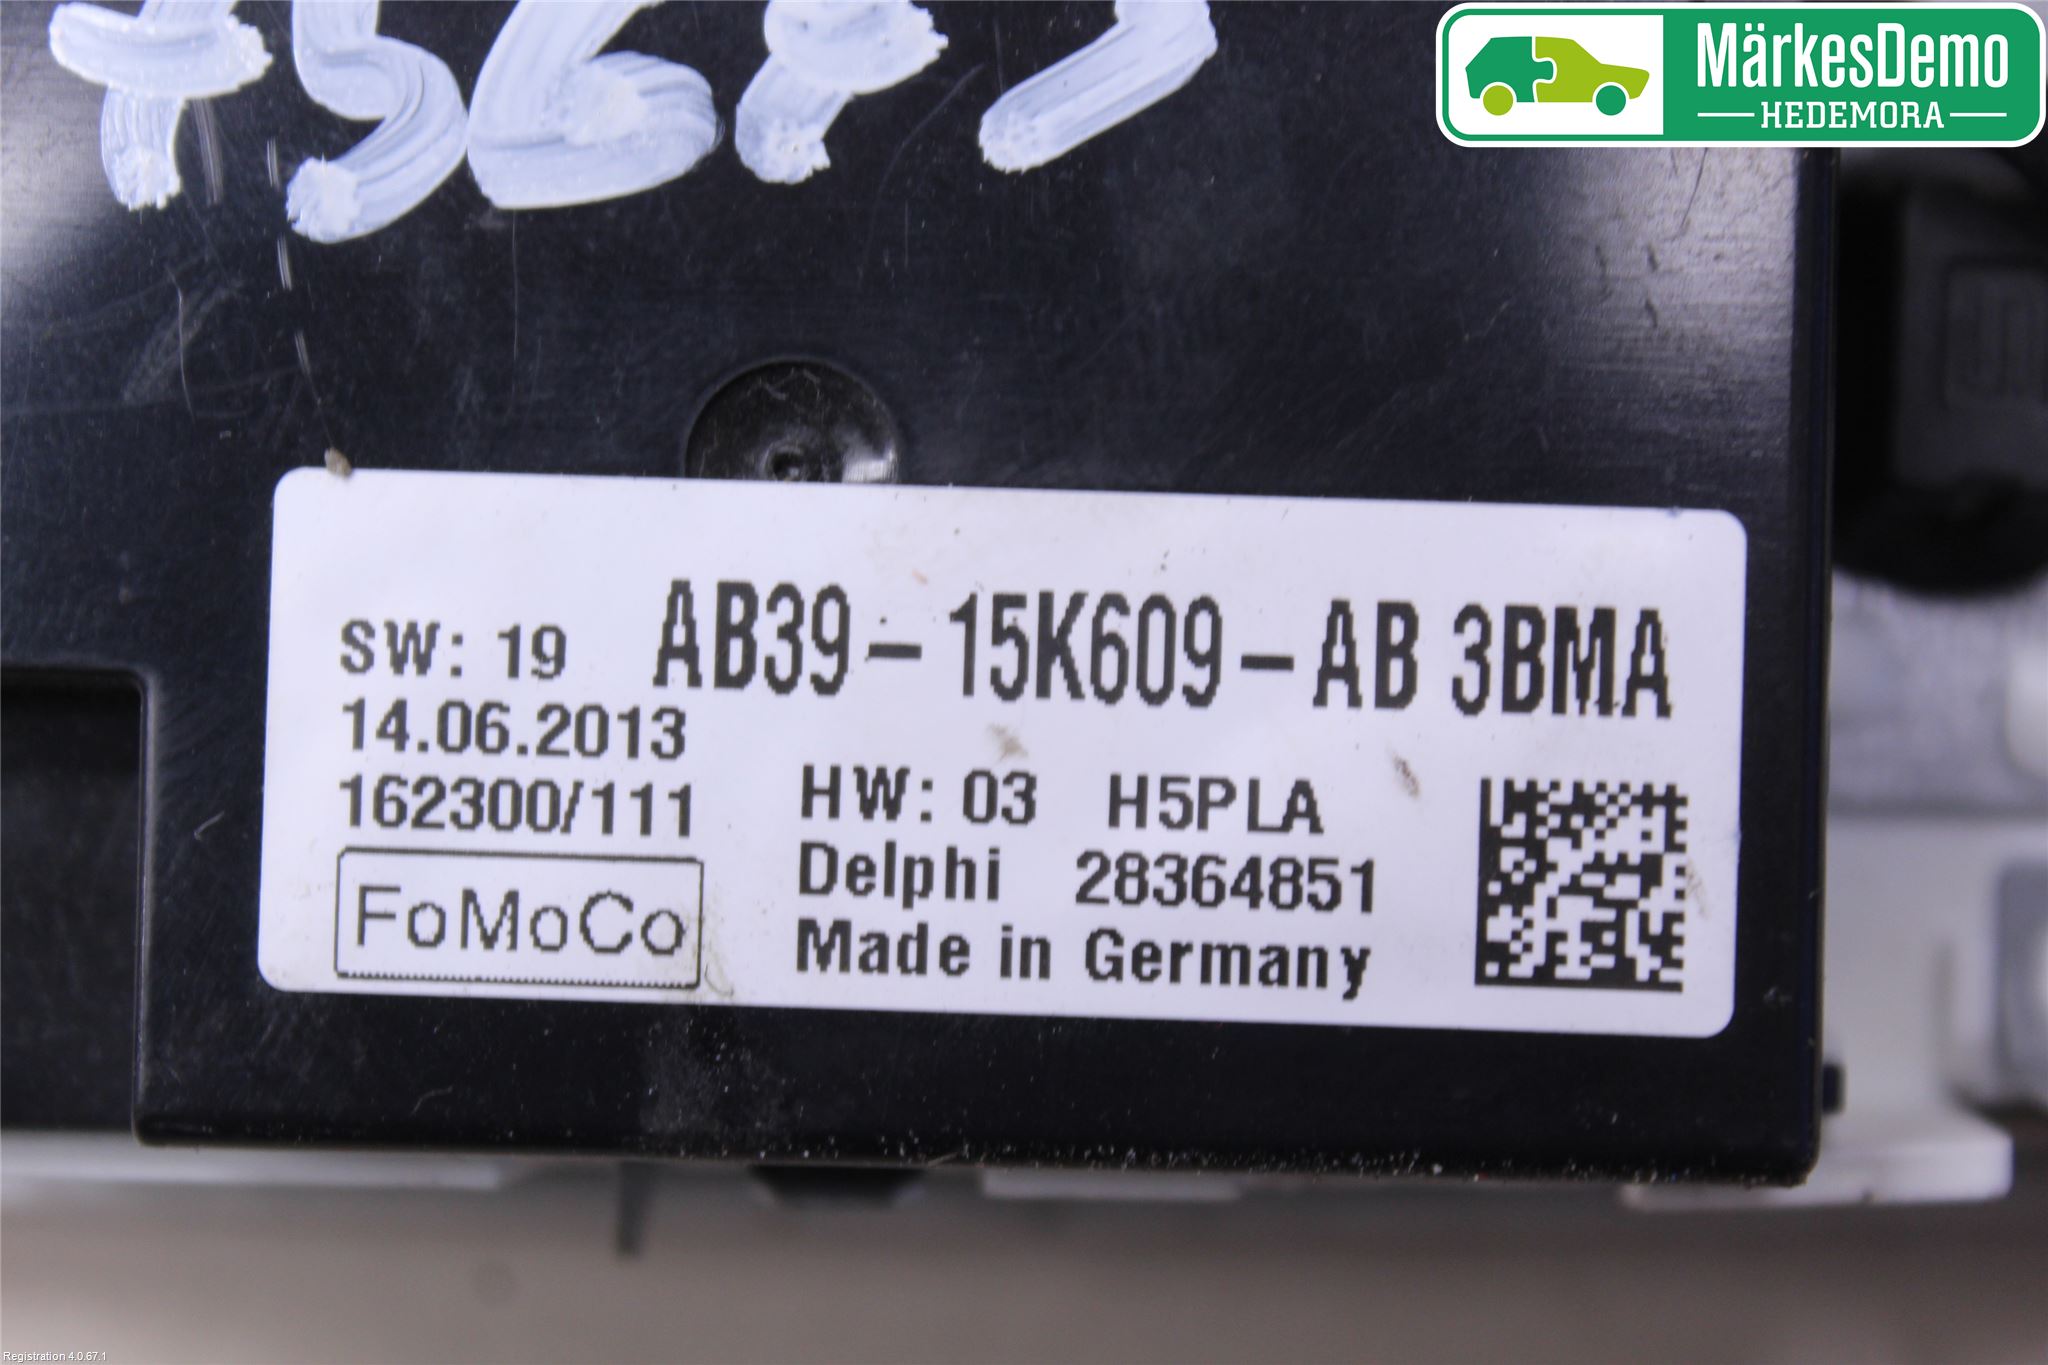 MärkesDemo
HEDEMORA
SW: 19 AB39-15K609-AB 3BMA
14.06.2013
162300/111 HW: 03 H5PLA
Delphi 28364851
FoMoCo
Made in Germany
Registration 4.0.67.1